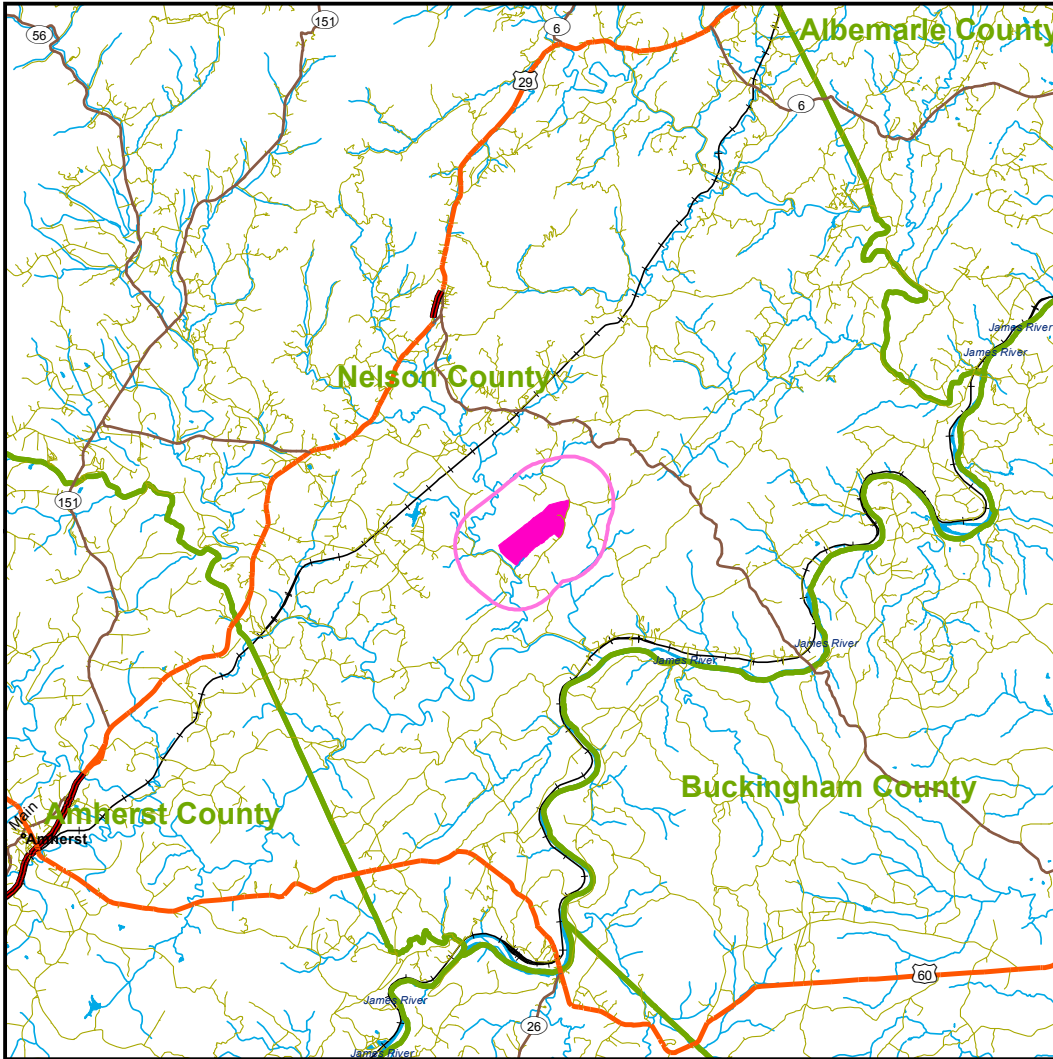 56
151
6
Albemarle County
29
6
James River
James River
Nelson County
151
James River
James River
Buckingham County
Main
Amherst County
Amherst
60
James River
26
James River